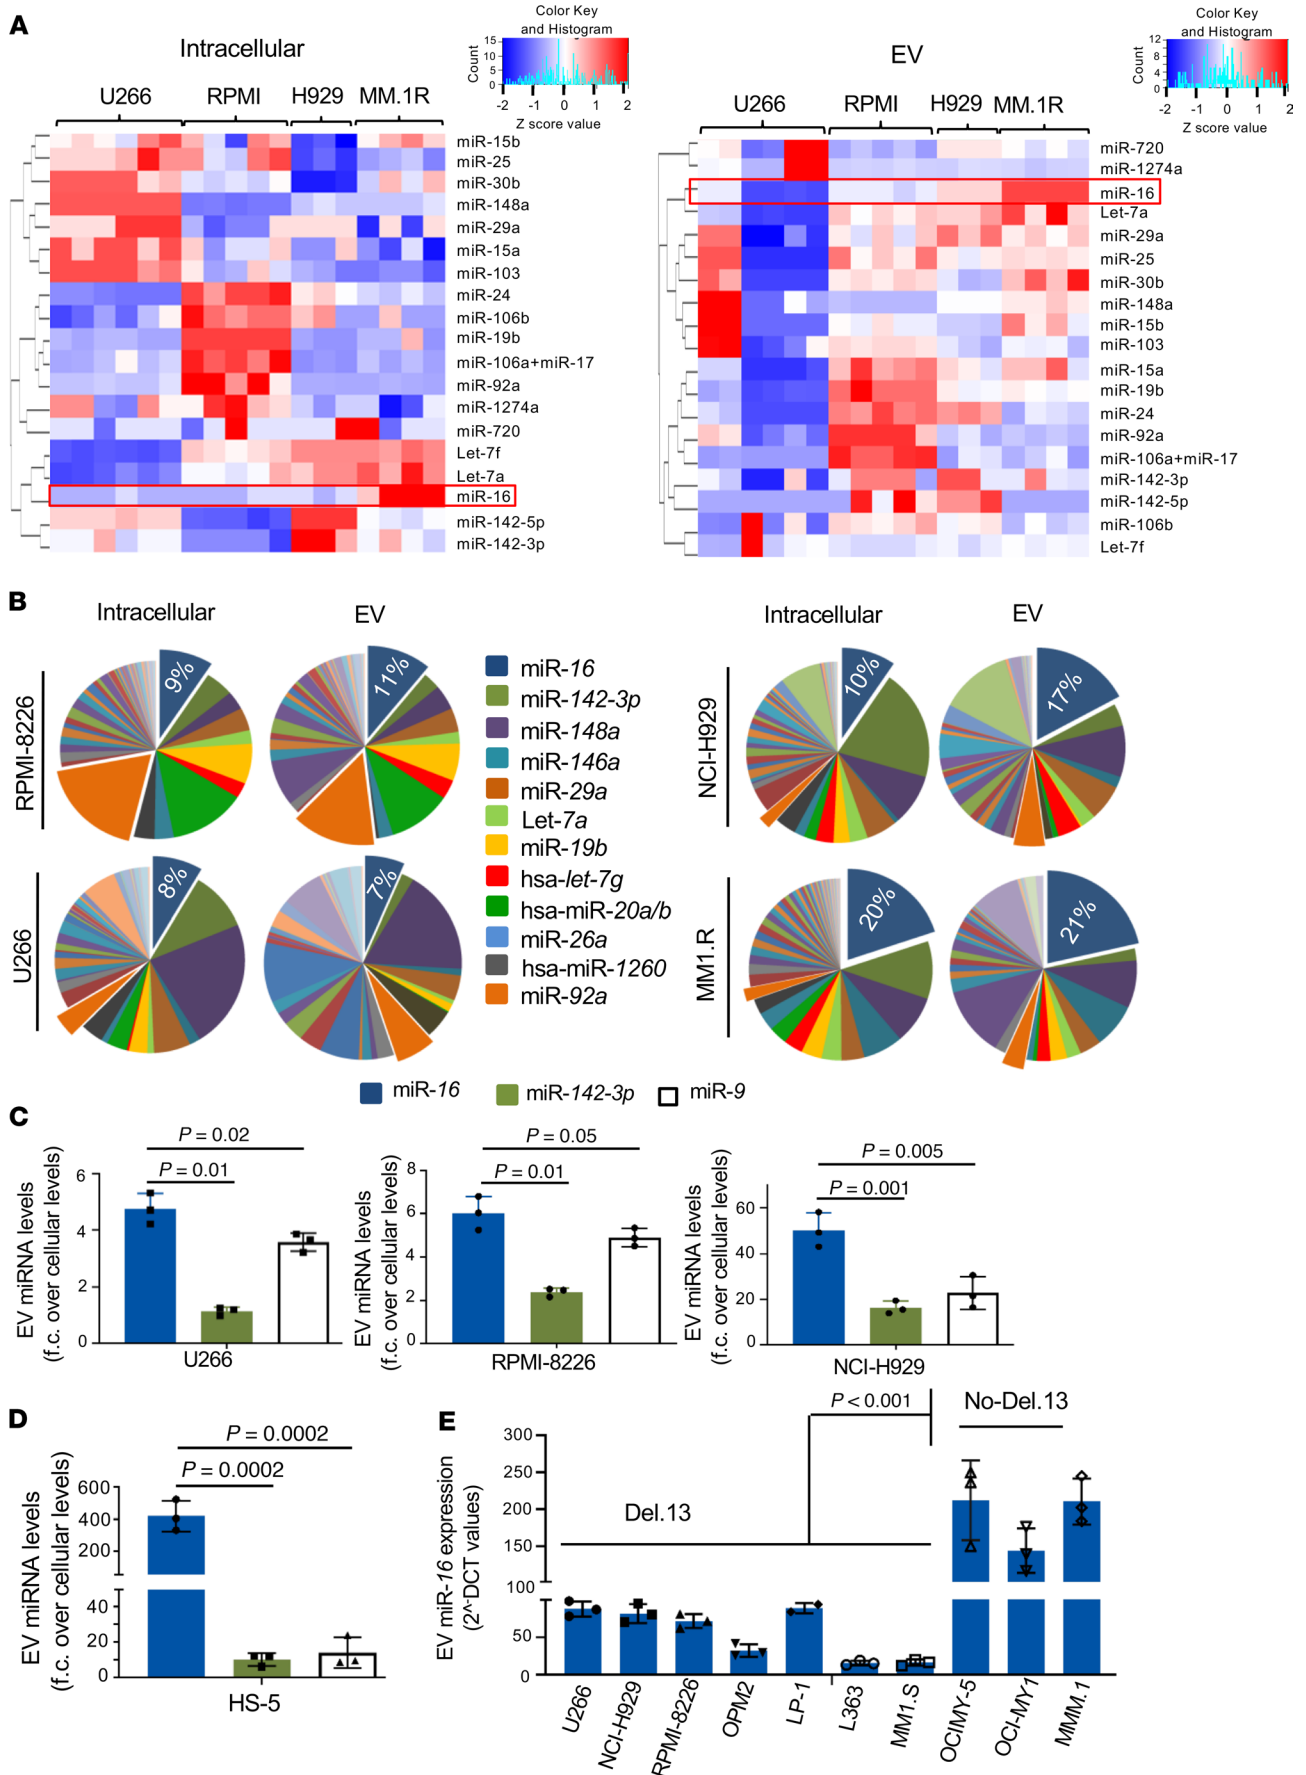 A
Intracellular
Color Key
and Histogram
Count
15
10
5
0
-2 -1 0 1 2
Z score value
U266 RPMI H929 MM.1R
miR-15b
miR-25
miR-30b
miR-148a
miR-29a
miR-15a
miR-103
miR-24
miR-106b
miR-19b
miR-106a+miR-17
miR-92a
miR-1274a
miR-720
Let-7f
Let-7a
miR-16
miR-142-5p
miR-142-3p
EV
Color Key
and Histogram
Count
12
8
4
0
-2 -1 0 1 2
Z score value
U266 RPMI H929 MM.1R
miR-720
miR-1274a
miR-16
Let-7a
miR-29a
miR-25
miR-30b
miR-148a
miR-15b
miR-103
miR-15a
miR-19b
miR-24
miR-92a
miR-106a+miR-17
miR-142-3p
miR-142-5p
miR-106b
Let-7f
B
Intracellular EV
RPMI-8226
9%
11%
U266
8%
7%
miR-16
miR-142-3p
miR-148a
miR-146a
miR-29a
Let-7a
miR-19b
hsa-let-7g
hsa-miR-20a/b
miR-26a
hsa-miR-1260
miR-92a
Intracellular EV
NCI-H929
10%
17%
MM1.R
20%
21%
miR-16 miR-142-3p miR-9
C
EV miRNA levels
(f.c. over cellular levels)
6
4
2
0
P = 0.02
P = 0.01
U266
EV miRNA levels
(f.c. over cellular levels)
8
6
4
2
0
P = 0.05
P = 0.01
RPMI-8226
EV miRNA levels
(f.c. over cellular levels)
60
40
20
0
P = 0.005
P = 0.001
NCI-H929
D
EV miRNA levels
(f.c. over cellular levels)
600
400
200
40
20
0
P = 0.0002
P = 0.0002
HS-5
E
EV miR-16 expression
(2^-DCT values)
300
250
200
150
100
50
0
Del.13
P < 0.001
No-Del.13
U266
NCI-H929
RPMI-8226
OPM2
LP-1
L363
MM1.S
OCIMY-5
OCI-MY1
MMM.1